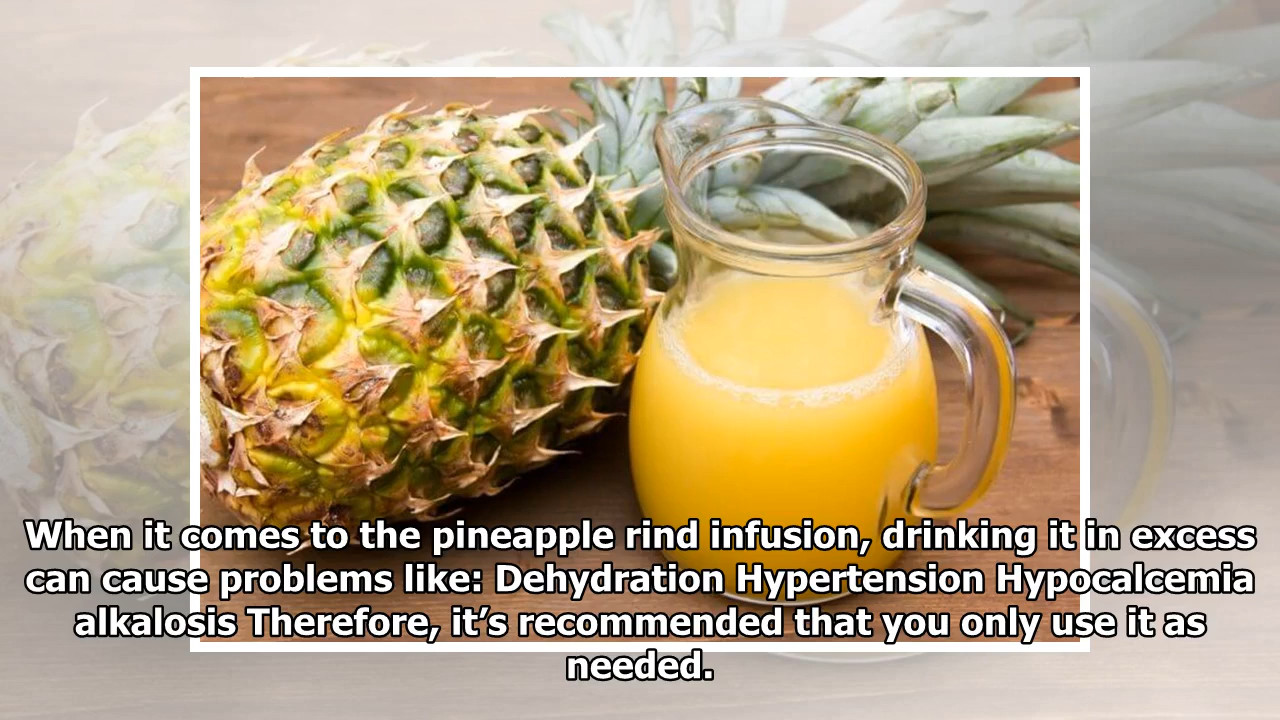 When it comes to the pineapple rind infusion, drinking it in excess
can cause problems like: Dehydration Hypertension Hypocalcemia
alkalosis Therefore, it’s recommended that you only use it as
needed.